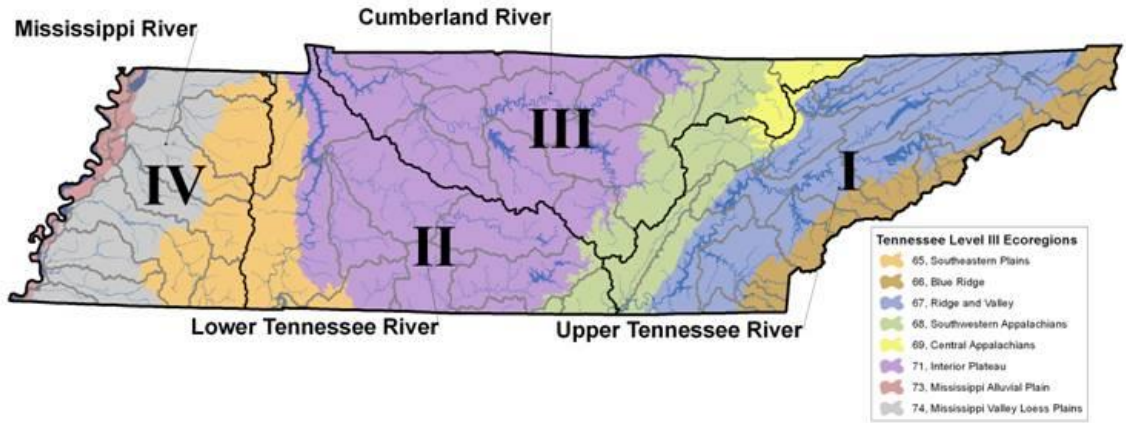 Cumberland River
Mississippi River
III
IV
I
II
Lower Tennessee River
Upper Tennessee River
Tennessee Level III Ecoregions
65, Southeastern Plains
66, Blue Ridge
67, Ridge and Valley
68, Southwestern Appalachians
69, Central Appalachians
71, Interior Plateau
73, Mississippi Alluvial Plain
74, Mississippi Valley Loess Plains